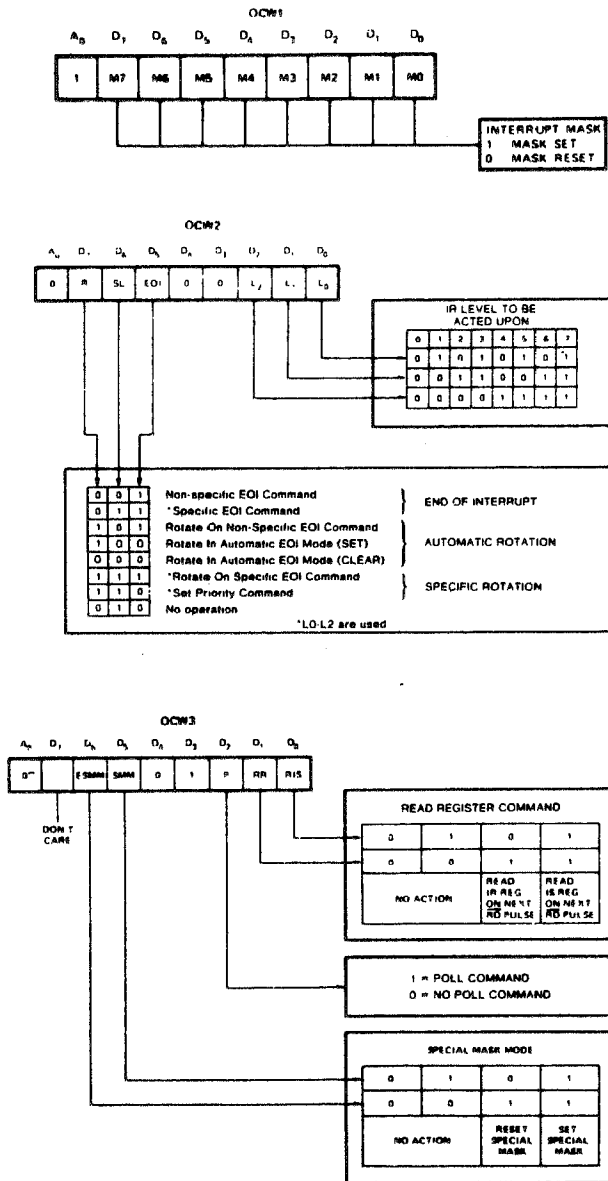 OCW1
A0 D7 D6 D5 D4 D3 D2 D1 D0
1 M7 M6 M5 M4 M3 M2 M1 M0
INTERRUPT MASK
1 MASK SET
0 MASK RESET
OCW2
A0 D7 D6 D5 D4 D3 D2 D1 D0
0 R SL EOI 0 0 L2 L1 L0
IR LEVEL TO BE
ACTED UPON
0 1 2 3 4 5 6 7
0 1 0 1 0 1 0 1
0 0 1 1 0 0 1 1
0 0 0 0 1 1 1 1
0 0 1 Non-specific EOI Command
0 1 1 *Specific EOI Command
END OF INTERRUPT
1 0 1 Rotate On Non-Specific EOI Command
1 0 0 Rotate In Automatic EOI Mode (SET)
0 0 0 Rotate In Automatic EOI Mode (CLEAR)
AUTOMATIC ROTATION
1 1 1 *Rotate On Specific EOI Command
1 1 0 *Set Priority Command
SPECIFIC ROTATION
0 1 0 No operation
*L0-L2 are used
OCW3
A0 D7 D6 D5 D4 D3 D2 D1 D0
0 ESMM SMM 0 1 P RR RIS
DON'T
CARE
READ REGISTER COMMAND
0 1 0 1
0 0 1 1
NO ACTION
READ
IR REG
ON NEXT
RD PULSE
READ
IS REG
ON NEXT
RD PULSE
1 = POLL COMMAND
0 = NO POLL COMMAND
SPECIAL MASK MODE
0 1 0 1
0 0 1 1
NO ACTION
RESET
SPECIAL
MASK
SET
SPECIAL
MASK